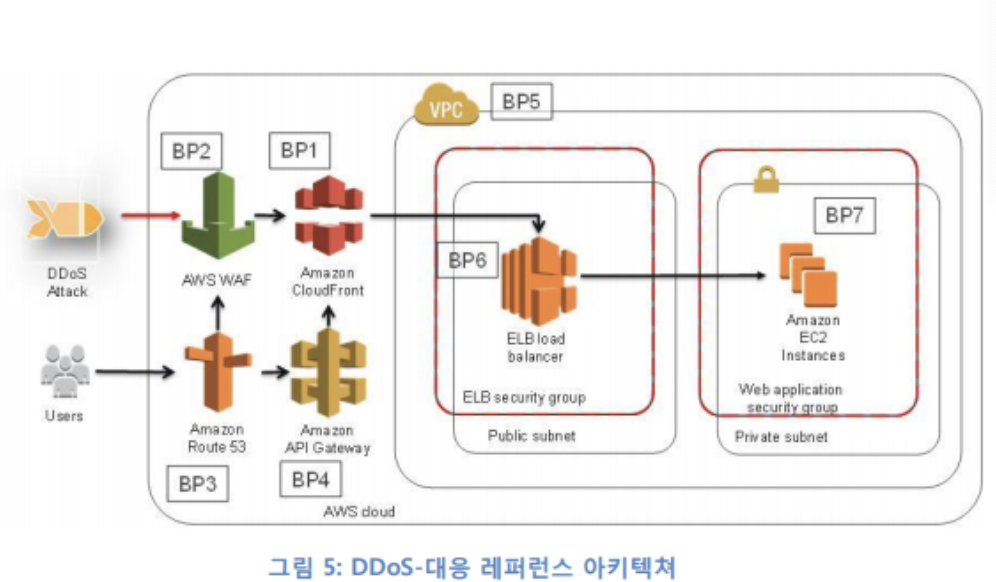 VPC
BP5
BP2
BP1
BP7
BP6
DDoS
Attack
AWS WAF
Amazon
CloudFront
ELB load
balancer
Amazon
EC2
Instances
Users
Amazon
Route 53
Amazon
API Gateway
ELB security group
Public subnet
Web application
security group
Private subnet
BP3
BP4
AWS cloud
그림 5: DDoS-대응 레퍼런스 아키텍쳐